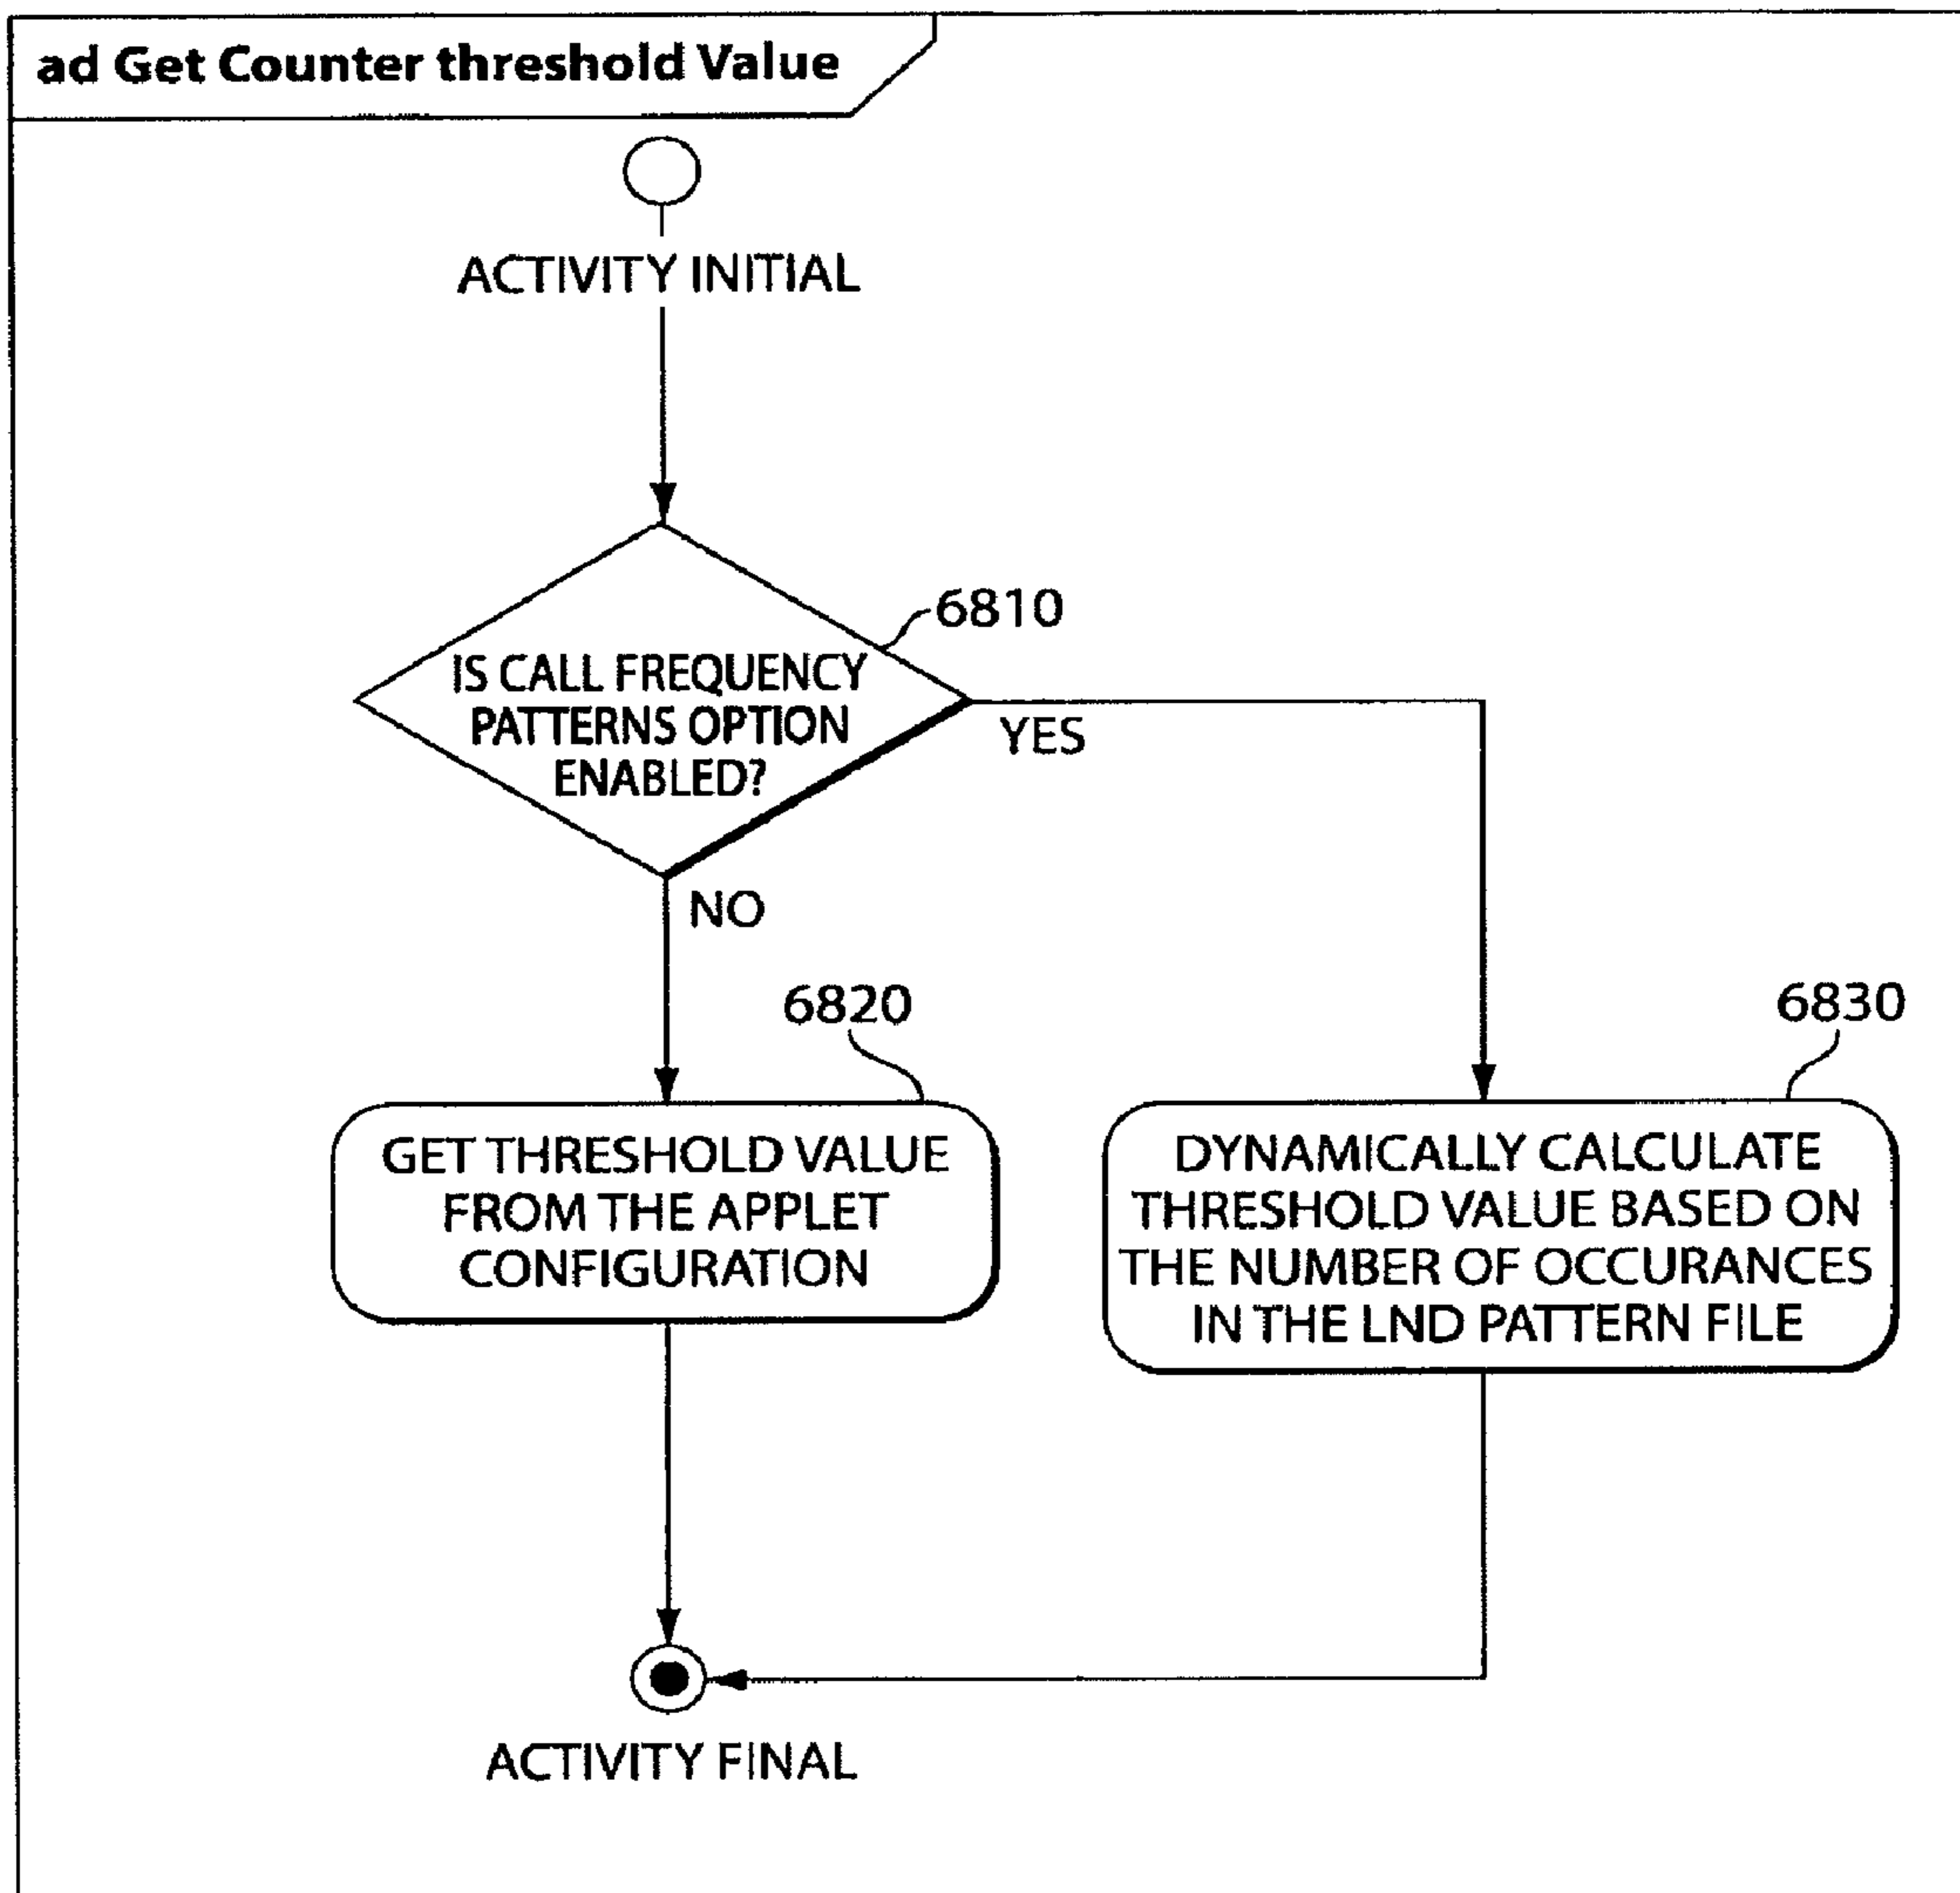 ad Get Counter threshold Value
ACTIVITY INITIAL
6810
IS CALL FREQUENCY
PATTERNS OPTION
ENABLED?
YES
NO
6820
6830
GET THRESHOLD VALUE
FROM THE APPLET
CONFIGURATION
DYNAMICALLY CALCULATE
THRESHOLD VALUE BASED ON
THE NUMBER OF OCCURANCES
IN THE LND PATTERN FILE
ACTIVITY FINAL